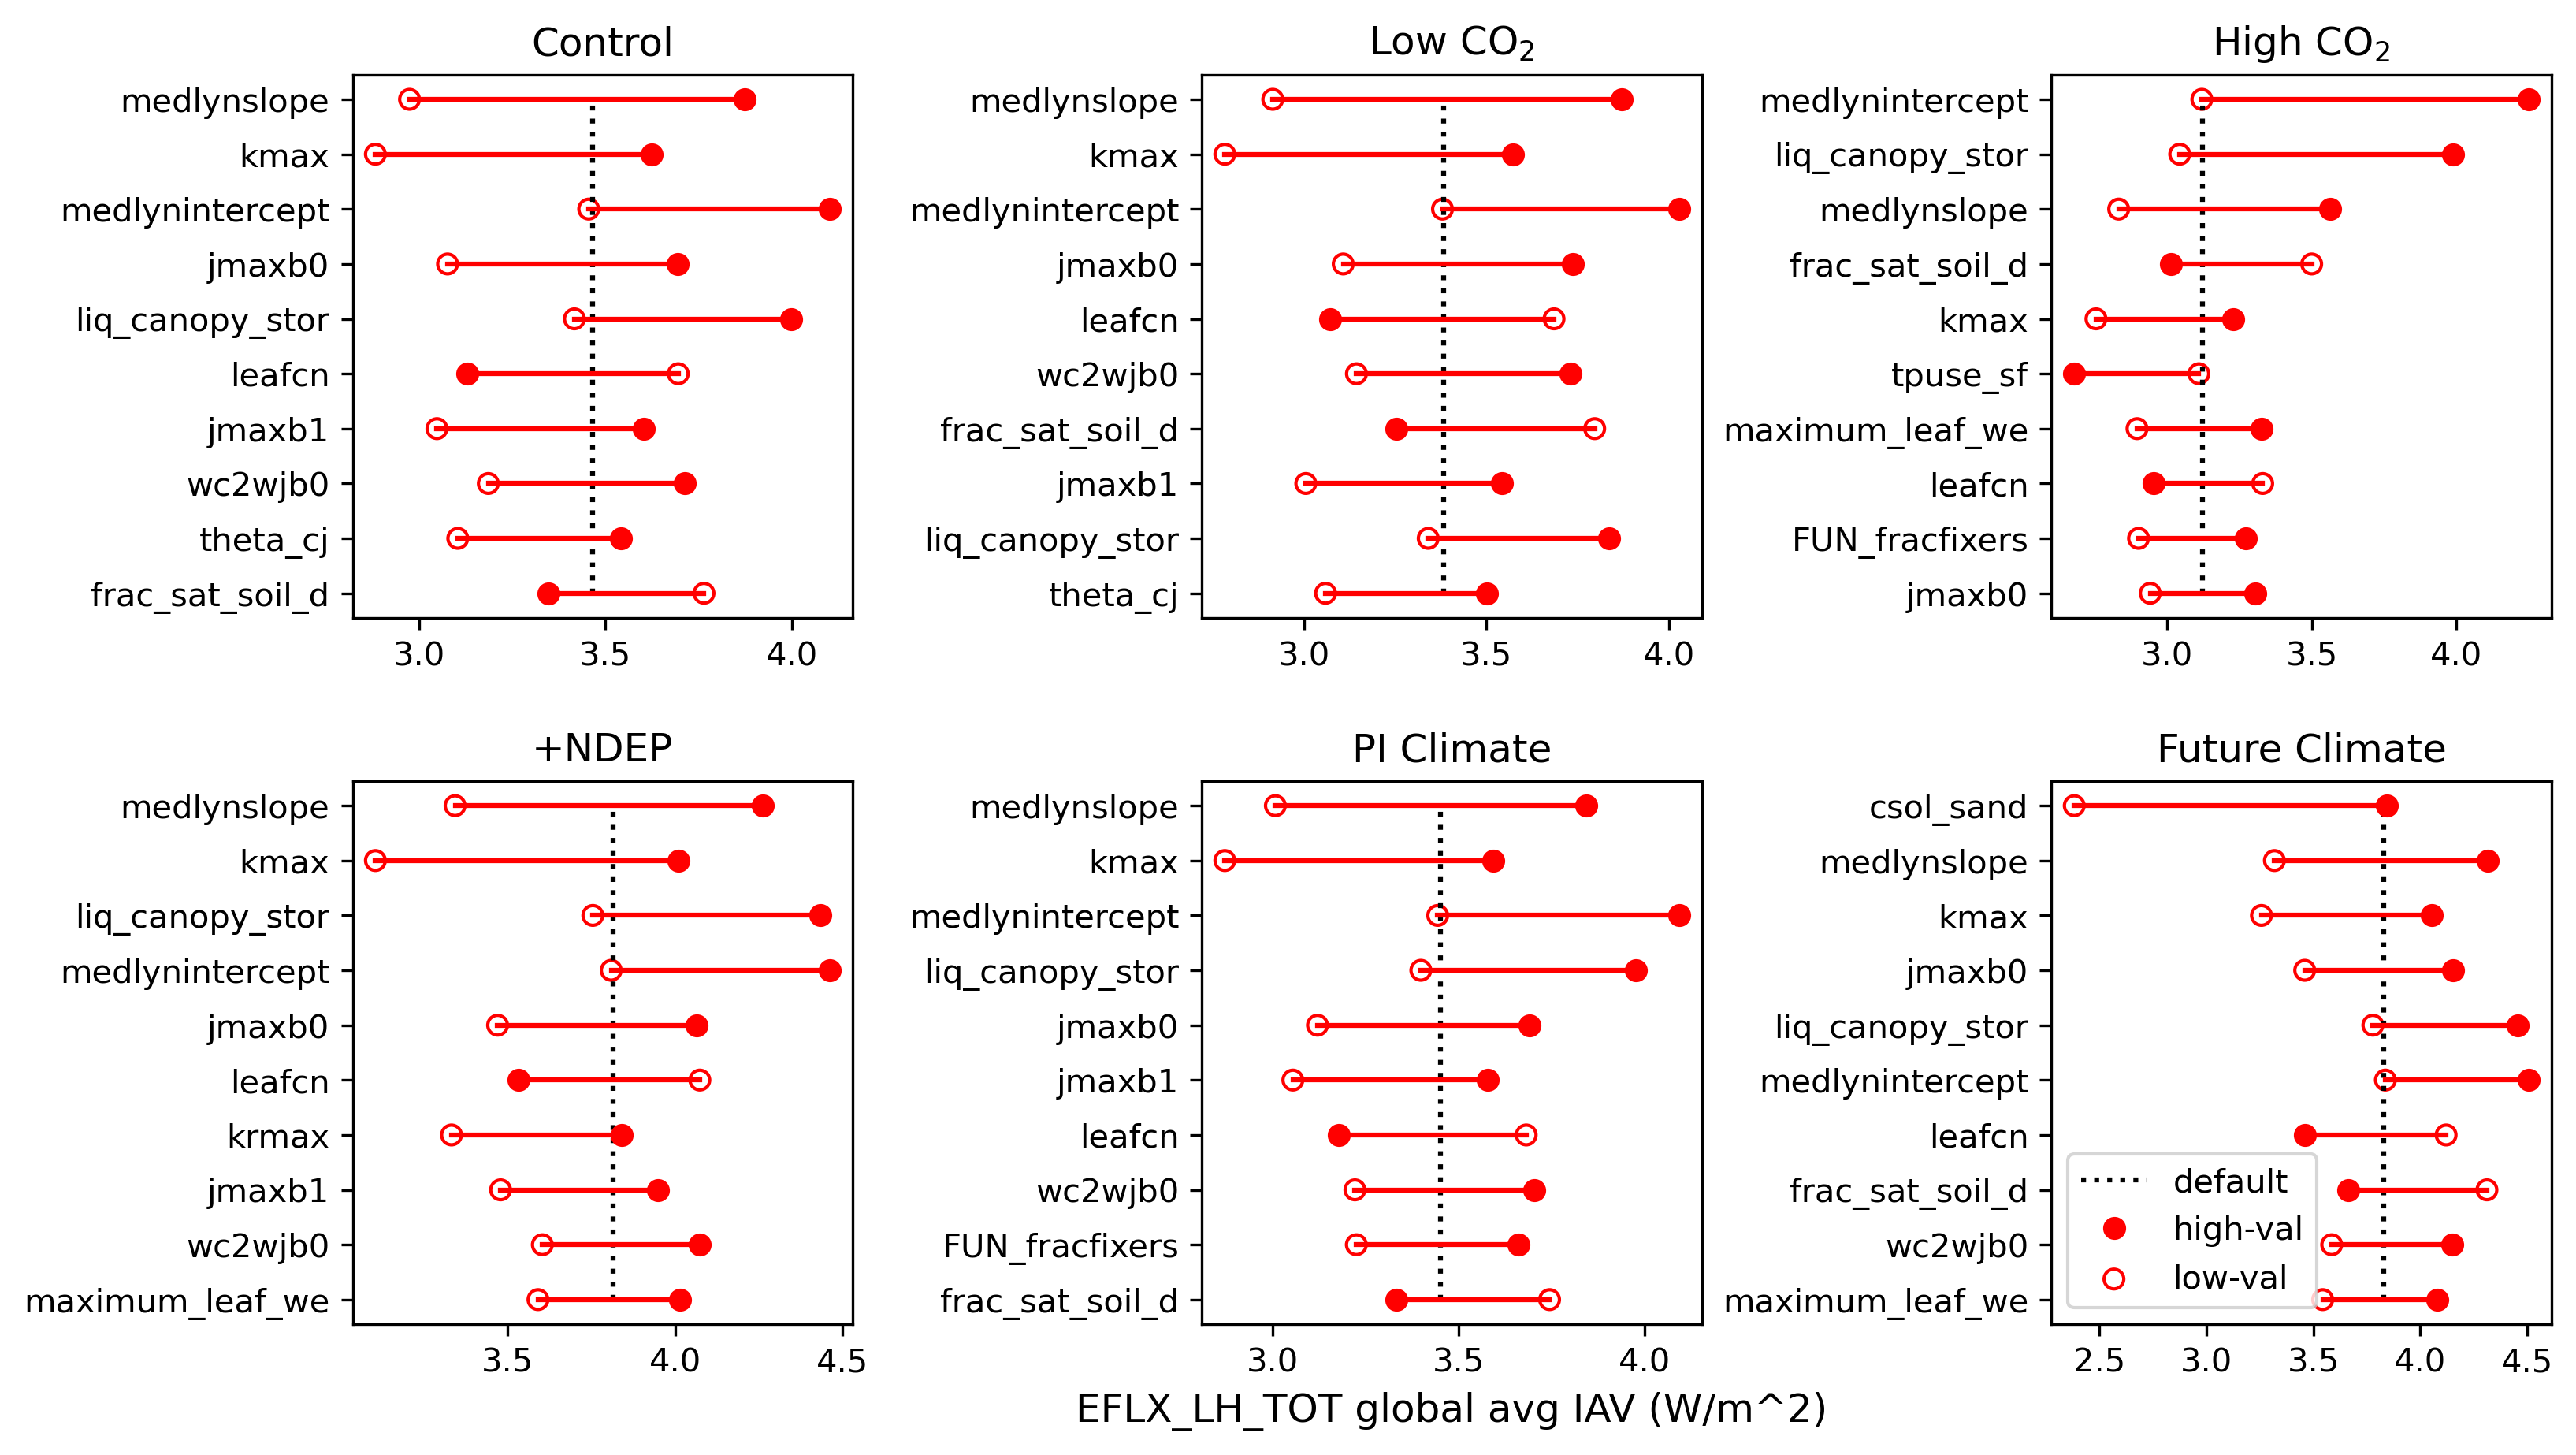 Control
medlynslope
kmax
medlynintercept
jmaxb0
liq_canopy_stor
leafcn
jmaxb1
wc2wjb0
theta_cj
frac_sat_soil_d
3.0 3.5 4.0
Low CO₂
medlynslope
kmax
medlynintercept
jmaxb0
leafcn
wc2wjb0
frac_sat_soil_d
jmaxb1
liq_canopy_stor
theta_cj
3.0 3.5 4.0
High CO₂
medlynintercept
liq_canopy_stor
medlynslope
frac_sat_soil_d
kmax
tpuse_sf
maximum_leaf_we
leafcn
FUN_fracfixers
jmaxb0
3.0 3.5 4.0
+NDEP
medlynslope
kmax
liq_canopy_stor
medlynintercept
jmaxb0
leafcn
krmax
jmaxb1
wc2wjb0
maximum_leaf_we
3.5 4.0 4.5
PI Climate
medlynslope
kmax
medlynintercept
liq_canopy_stor
jmaxb0
jmaxb1
leafcn
wc2wjb0
FUN_fracfixers
frac_sat_soil_d
3.0 3.5 4.0
Future Climate
csol_sand
medlynslope
kmax
jmaxb0
liq_canopy_stor
medlynintercept
leafcn
frac_sat_soil_d
wc2wjb0
maximum_leaf_we
default
high-val
low-val
2.5 3.0 3.5 4.0 4.5
EFLX_LH_TOT global avg IAV (W/m^2)